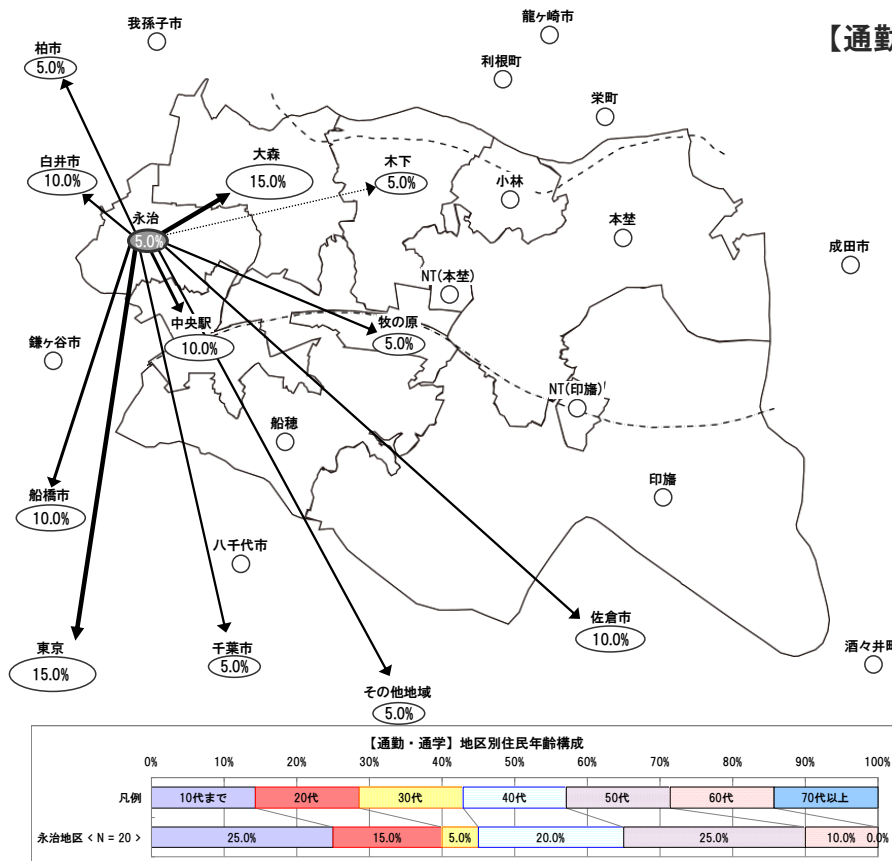 【通勤
我孫子市
龍ヶ崎市
柏市
5.0%
利根町
栄町
白井市
10.0%
大森
15.0%
木下
5.0%
小林
永治
5.0%
本埜
成田市
NT(本埜)
中央駅
10.0%
牧の原
5.0%
鎌ヶ谷市
NT(印旛)
船穂
印旛
船橋市
10.0%
八千代市
佐倉市
10.0%
東京
15.0%
千葉市
5.0%
酒々井町
その他地域
5.0%
【通勤・通学】地区別住民年齢構成
0% 10% 20% 30% 40% 50% 60% 70% 80% 90% 100%
凡例 10代まで 20代 30代 40代 50代 60代 70代以上
永治地区 < N = 20 > 25.0% 15.0% 5.0% 20.0% 25.0% 10.0% 0.0%